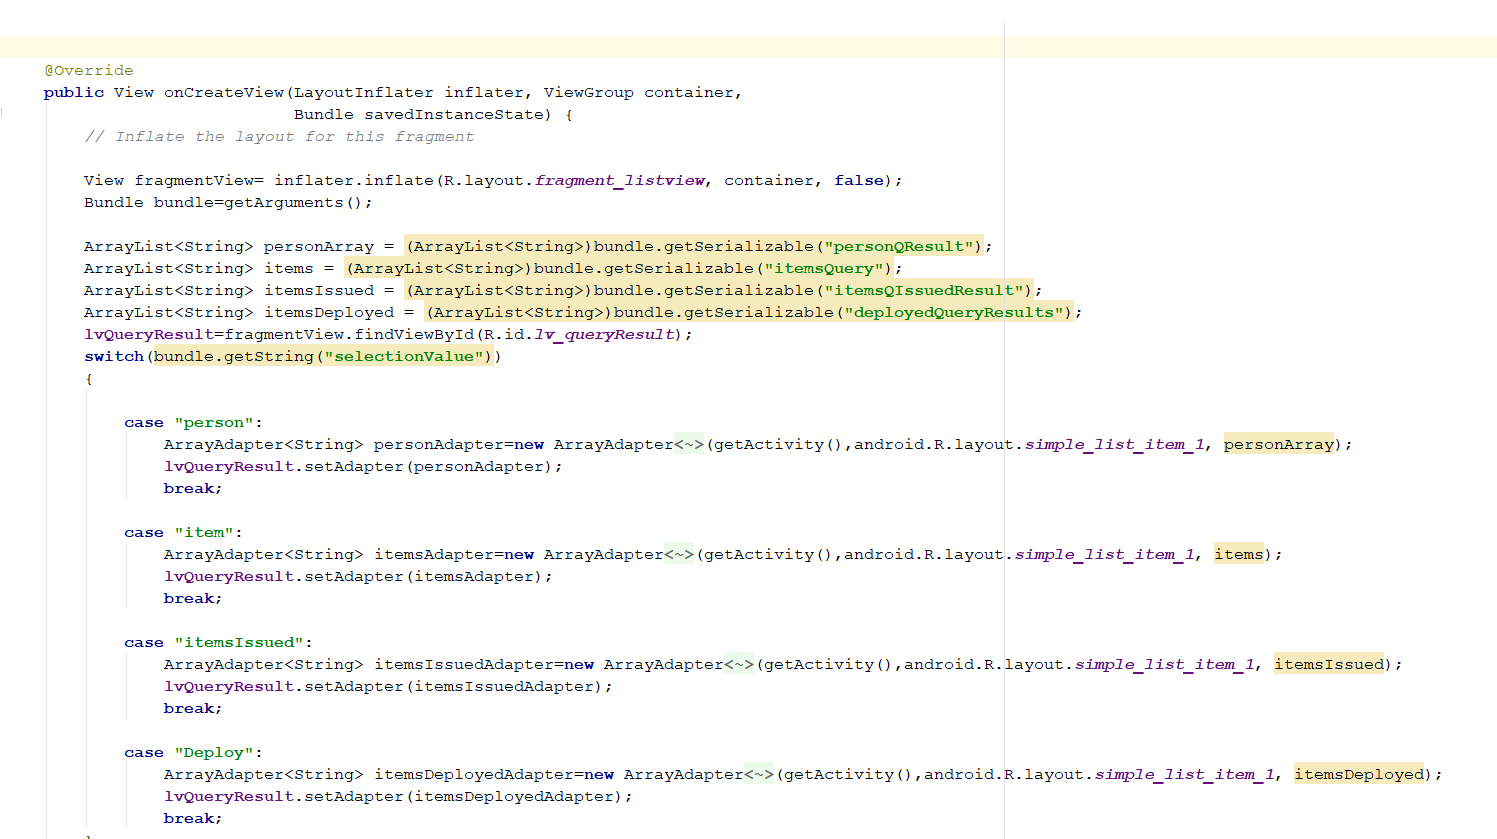 @Override
public View onCreateView(LayoutInflater inflater, ViewGroup container,
Bundle savedInstanceState) {
// Inflate the layout for this fragment
View fragmentView= inflater.inflate(R.layout.fragment_listview, container, false);
Bundle bundle=getArguments();
ArrayList<String> personArray = (ArrayList<String>)bundle.getSerializable("personQResult");
ArrayList<String> items = (ArrayList<String>)bundle.getSerializable("itemsQuery");
ArrayList<String> itemsIssued = (ArrayList<String>)bundle.getSerializable("itemsQIssuedResult");
ArrayList<String> itemsDeployed = (ArrayList<String>)bundle.getSerializable("deployedQueryResults");
lvQueryResult=fragmentView.findViewById(R.id.lv_queryResult);
switch(bundle.getString("selectionValue"))
{
case "person":
ArrayAdapter<String> personAdapter=new ArrayAdapter<~>(getActivity(),android.R.layout.simple_list_item_1, personArray);
lvQueryResult.setAdapter(personAdapter);
break;
case "item":
ArrayAdapter<String> itemsAdapter=new ArrayAdapter<~>(getActivity(),android.R.layout.simple_list_item_1, items);
lvQueryResult.setAdapter(itemsAdapter);
break;
case "itemsIssued":
ArrayAdapter<String> itemsIssuedAdapter=new ArrayAdapter<~>(getActivity(),android.R.layout.simple_list_item_1, itemsIssued);
lvQueryResult.setAdapter(itemsIssuedAdapter);
break;
case "Deploy":
ArrayAdapter<String> itemsDeployedAdapter=new ArrayAdapter<~>(getActivity(),android.R.layout.simple_list_item_1, itemsDeployed);
lvQueryResult.setAdapter(itemsDeployedAdapter);
break;